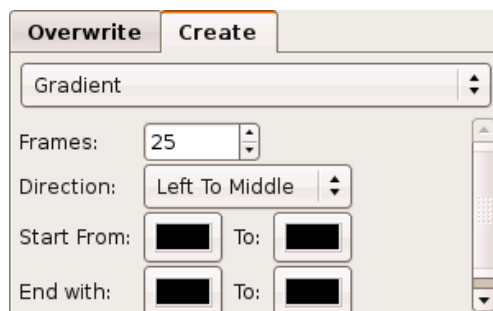 Overwrite Create
Gradient
Frames: 25
Direction: Left To Middle
Start From: To:
End with: To: